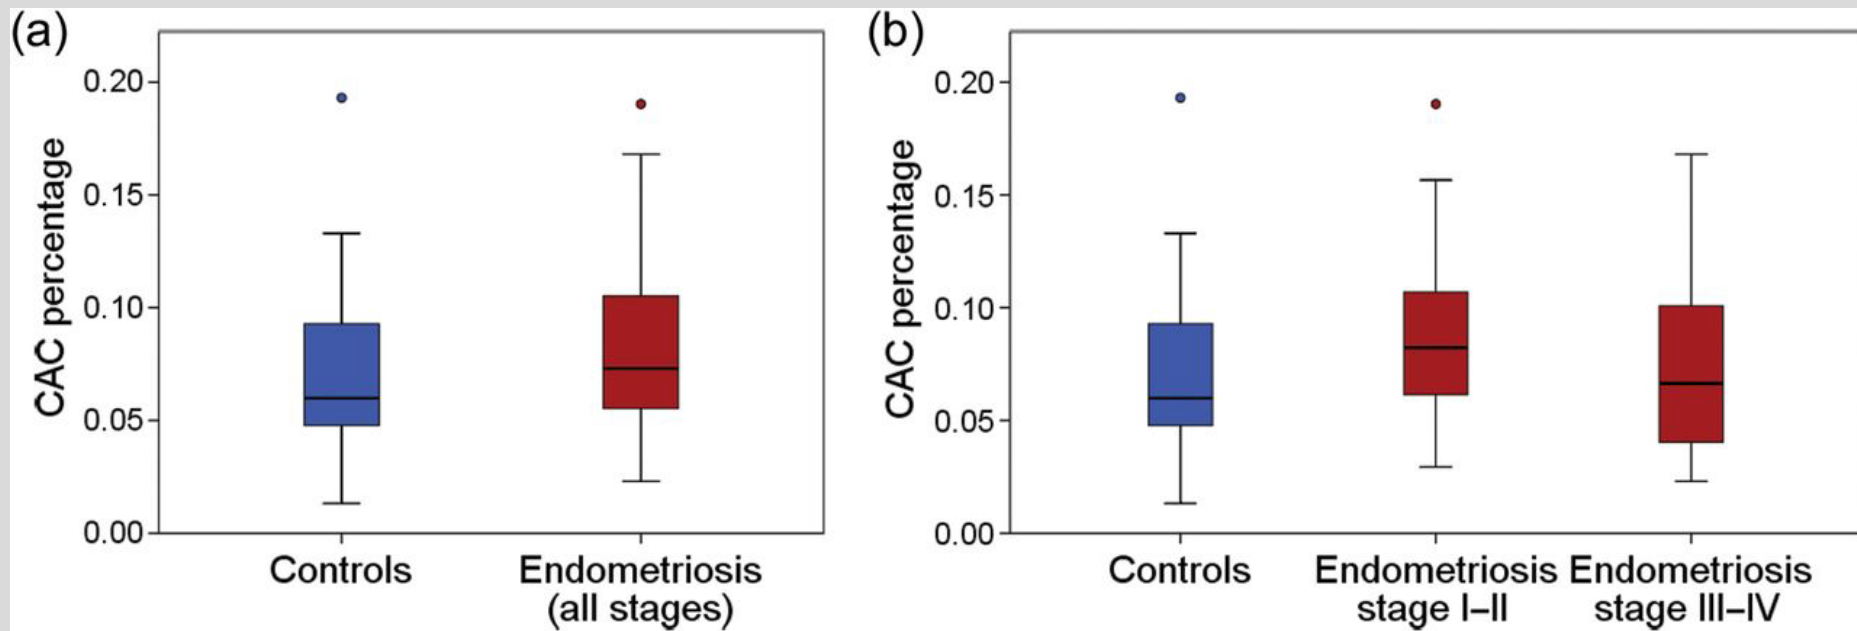 (a)
CAC percentage
0.20
0.15
0.10
0.05
0.00
Controls
Endometriosis
(all stages)
(b)
CAC percentage
0.20
0.15
0.10
0.05
0.00
Controls
Endometriosis
stage I–II
Endometriosis
stage III–IV